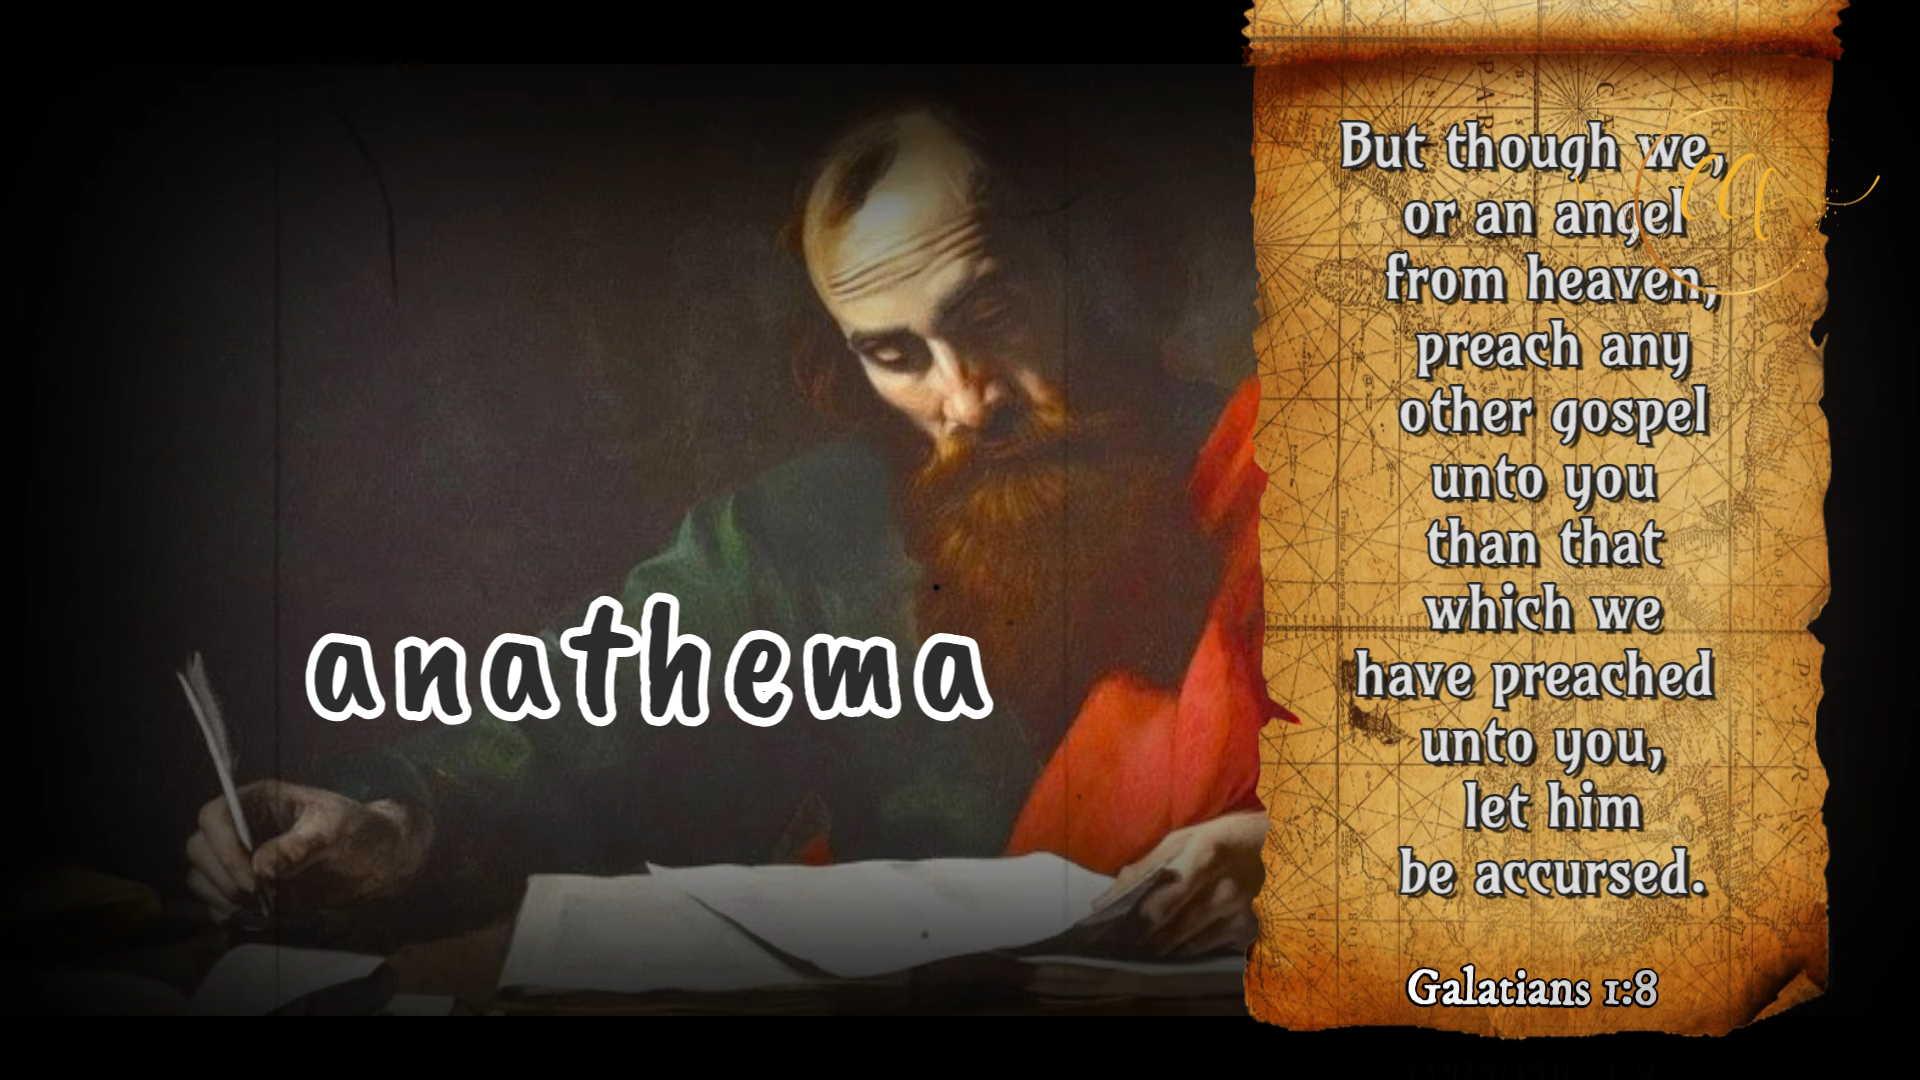 anathema
But though we,
or an angel
from heaven,
preach any
other gospel
unto you
than that
which we
have preached
unto you,
let him
be accursed.
Galatians 1:8